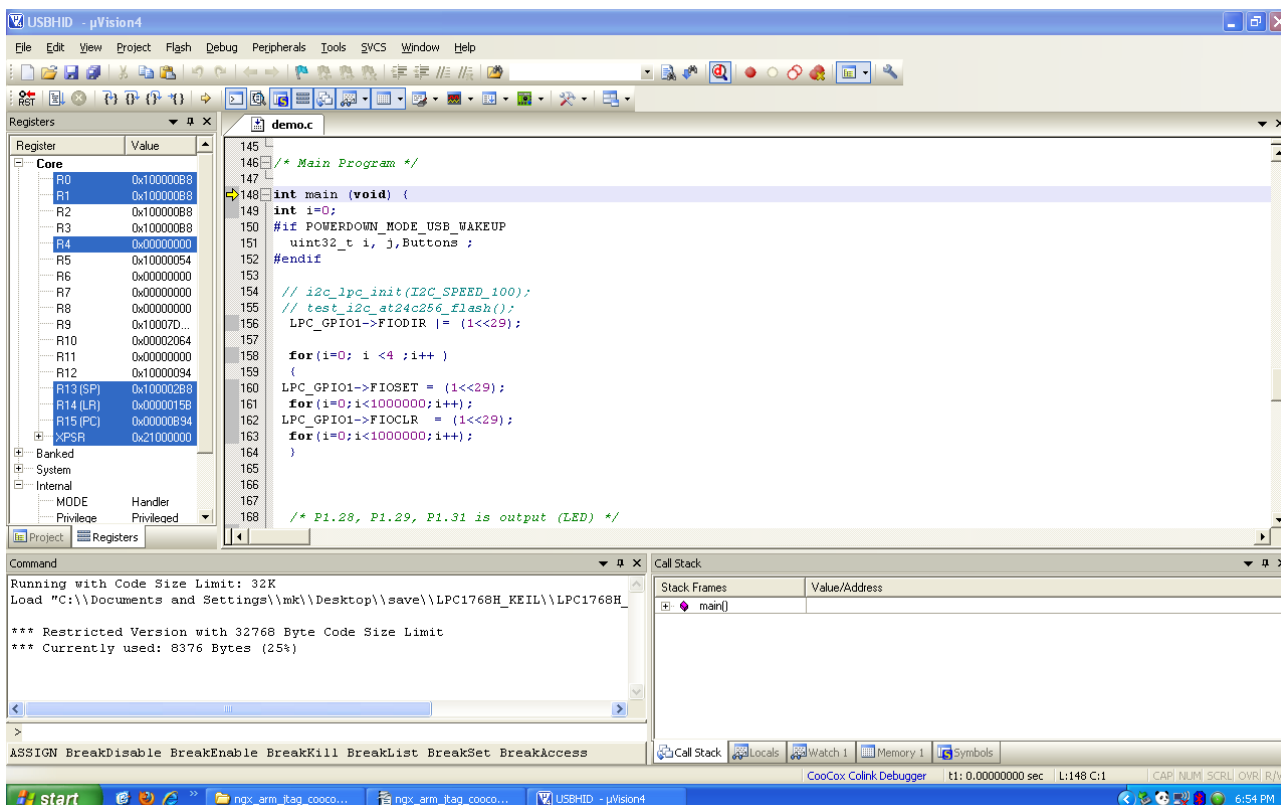 USBHID - µVision4
File Edit View Project Flash Debug Peripherals Tools SVCS Window Help
RST
Registers
demo.c
Register Value
Core
R0 0x100000B8
R1 0x100000B8
R2 0x100000B8
R3 0x100000B8
R4 0x00000000
R5 0x10000054
R6 0x00000000
R7 0x00000000
R8 0x00000000
R9 0x10007D...
R10 0x00002064
R11 0x00000000
R12 0x10000094
R13 (SP) 0x100002B8
R14 (LR) 0x0000015B
R15 (PC) 0x00000B94
XPSR 0x21000000
Banked
System
Internal
MODE Handler
Privilege Privileged
Project Registers
145
146 /* Main Program */
147
148 int main (void) {
149 int i=0;
150 #if POWERDOWN_MODE_USB_WAKEUP
151 uint32_t i, j,Buttons ;
152 #endif
153
154 // i2c_lpc_init(I2C_SPEED_100);
155 // test_i2c_at24c256_flash();
156 LPC_GPIO1->FIODIR |= (1<<29);
157
158 for(i=0; i <4 ;i++ )
159 {
160 LPC_GPIO1->FIOSET = (1<<29);
161 for(i=0;i<1000000;i++);
162 LPC_GPIO1->FIOCLR = (1<<29);
163 for(i=0;i<1000000;i++);
164 }
165
166
167
168 /* P1.28, P1.29, P1.31 is output (LED) */
Command
Running with Code Size Limit: 32K
Load "C:\\Documents and Settings\\mk\\Desktop\\save\\LPC1768H_KEIL\\LPC1768H_
*** Restricted Version with 32768 Byte Code Size Limit
*** Currently used: 8376 Bytes (25%)
>
ASSIGN BreakDisable BreakEnable BreakKill BreakList BreakSet BreakAccess
Call Stack
Stack Frames Value/Address
main()
Call Stack Locals Watch 1 Memory 1 Symbols
CooCox Colink Debugger t1: 0.00000000 sec L:148 C:1 CAP NUM SCRL OVR R/W
start ngx_arm_jtag_cooco... ngx_arm_jtag_cooco... USBHID - µVision4 6:54 PM